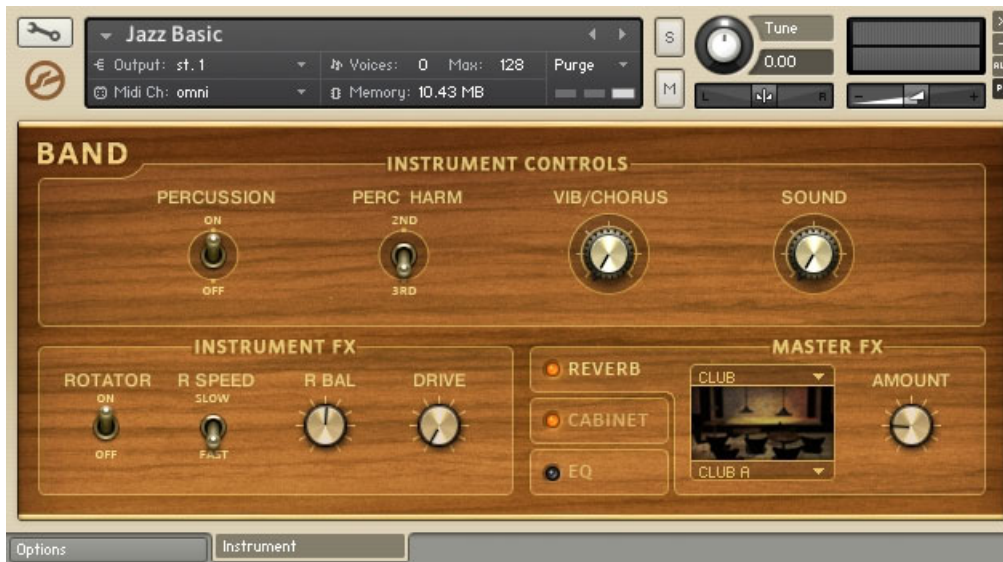 Jazz Basic
Output: st. 1
Voices: 0 Max: 128
Purge
Midi Ch: omni
Memory: 10.43 MB
S
M
Tune
0.00
L
R
-
+
BAND
INSTRUMENT CONTROLS
PERCUSSION
PERC HARM
VIB/CHORUS
SOUND
ON
2ND
OFF
3RD
INSTRUMENT FX
MASTER FX
ROTATOR
R SPEED
R BAL
DRIVE
ON
SLOW
OFF
FAST
REVERB
CABINET
EQ
CLUB
CLUB A
AMOUNT
Options
Instrument